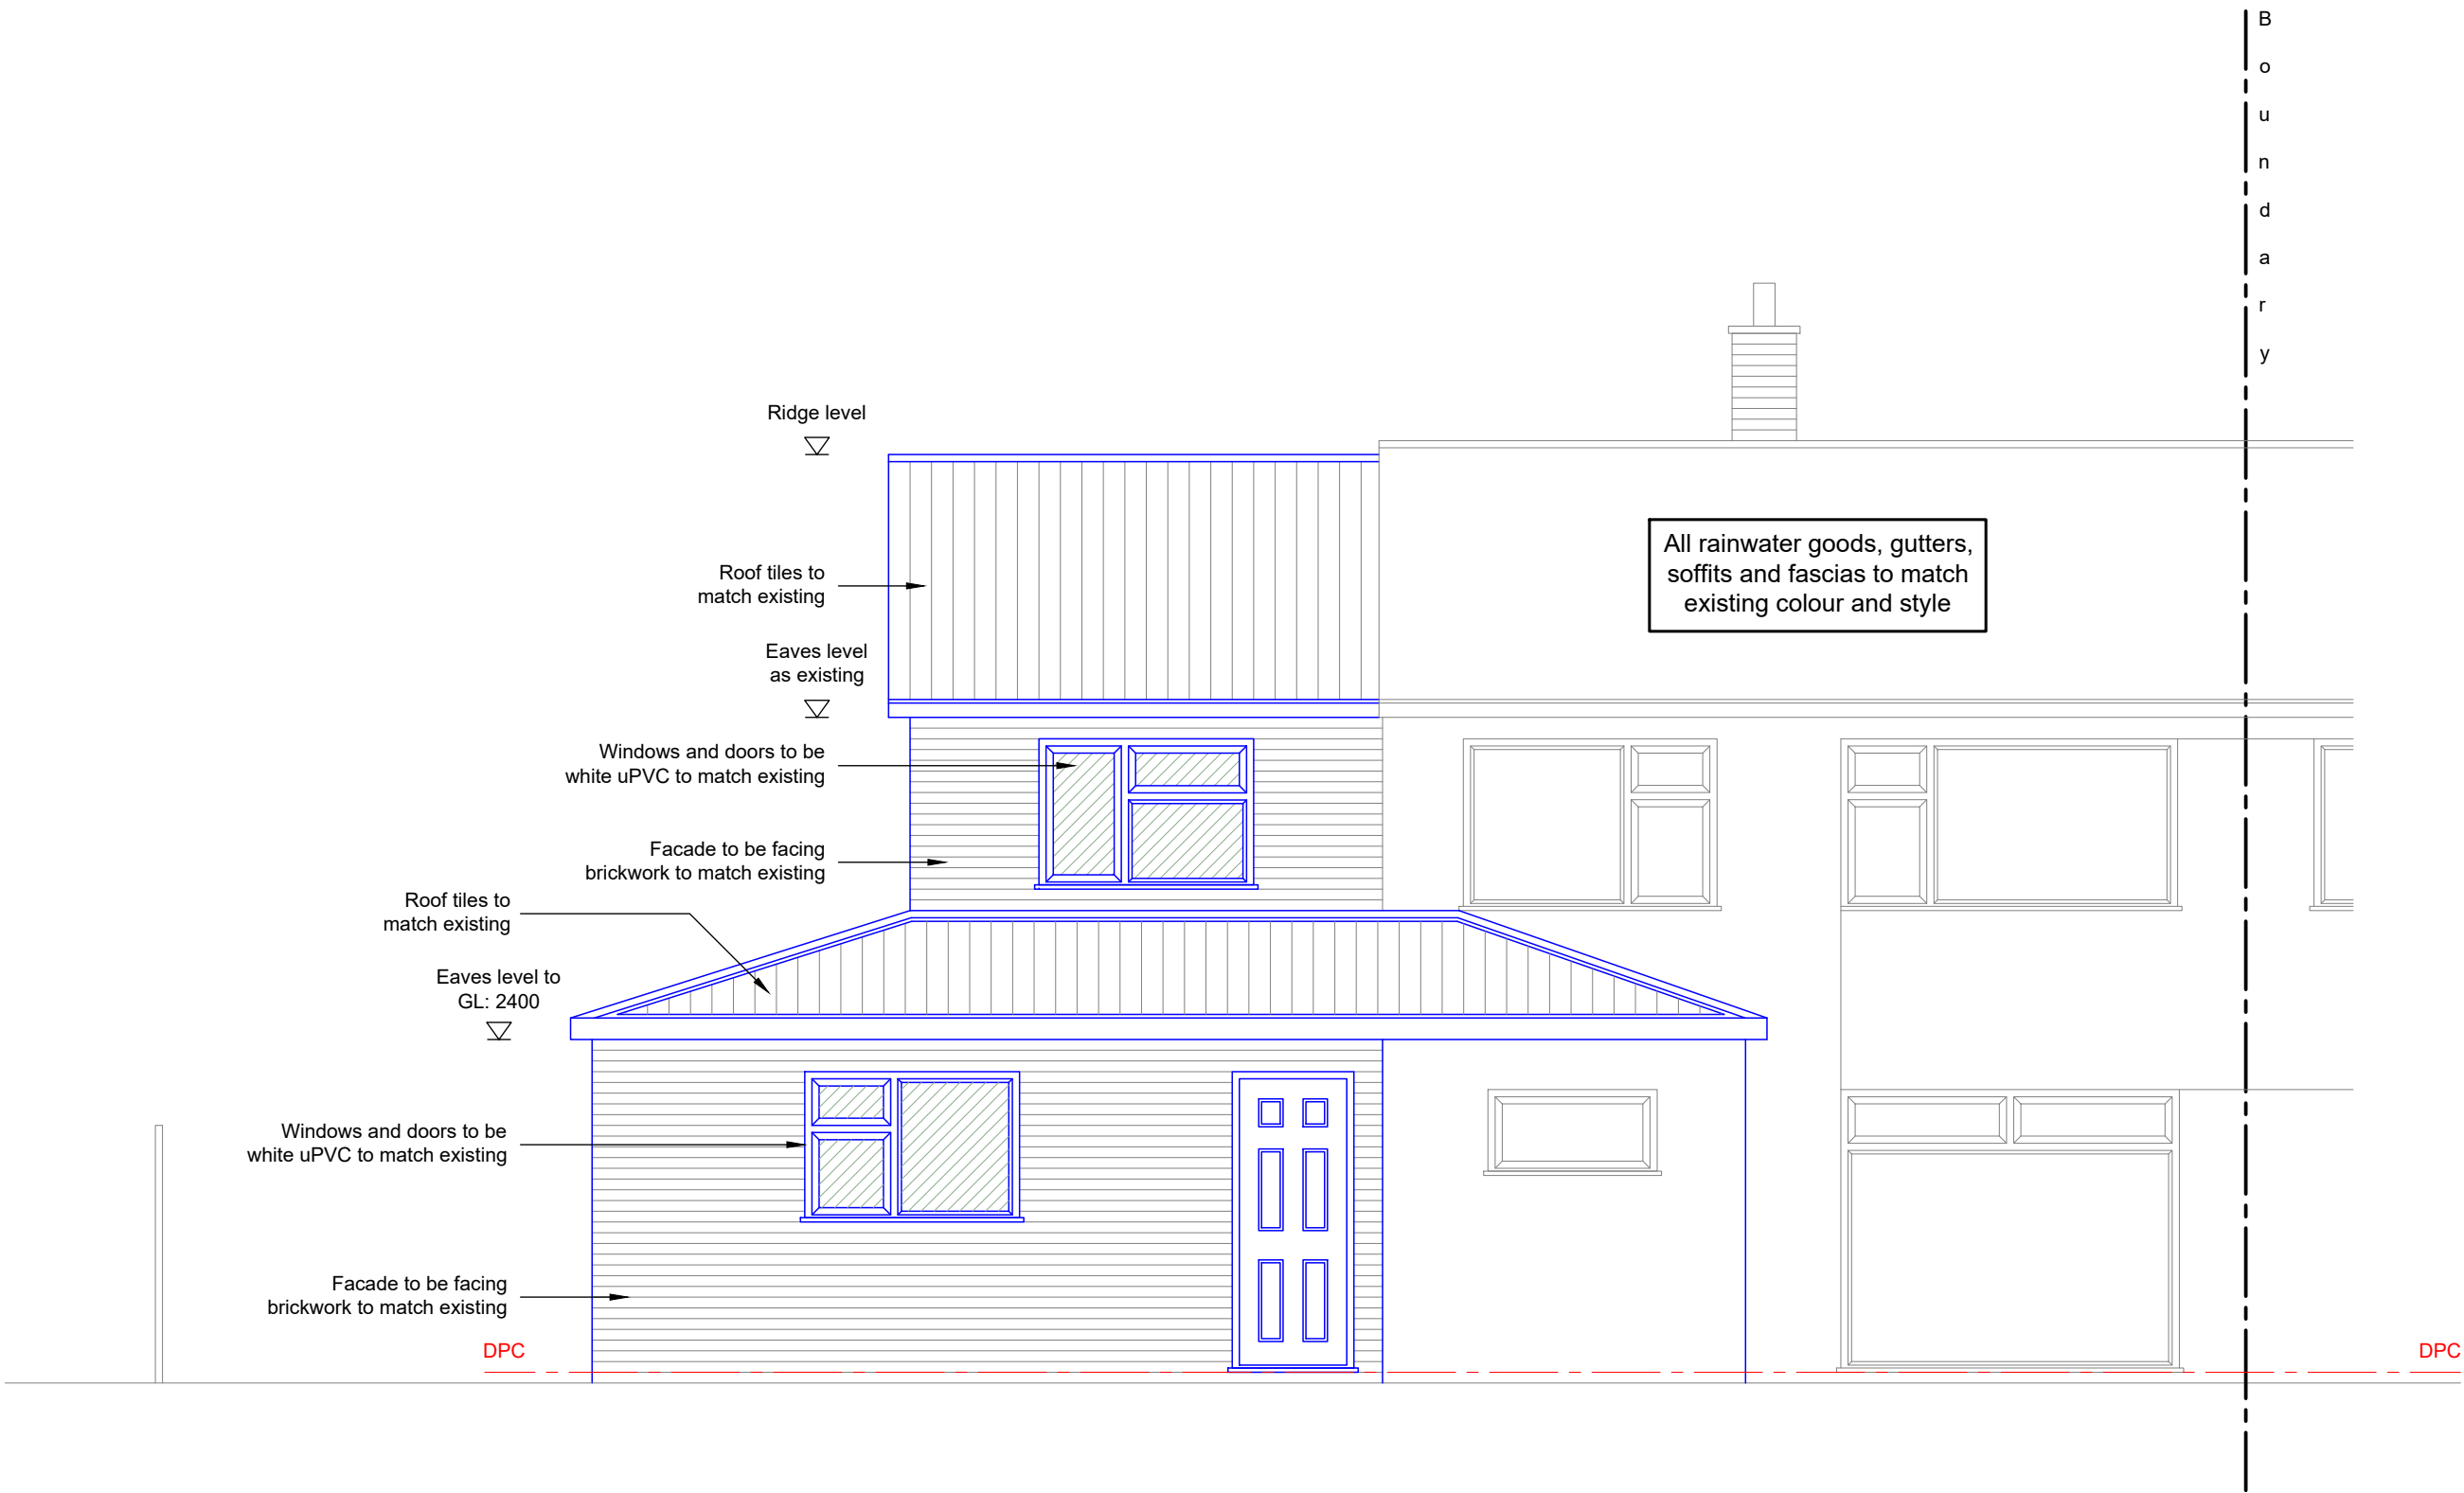 Boundary
Ridge level
All rainwater goods, gutters,
soffits and fascias to match
existing colour and style
Roof tiles to
match existing
Eaves level
as existing
Windows and doors to be
white uPVC to match existing
Facade to be facing
brickwork to match existing
Roof tiles to
match existing
Eaves level to
GL: 2400
Windows and doors to be
white uPVC to match existing
Facade to be facing
brickwork to match existing
DPC
DPC